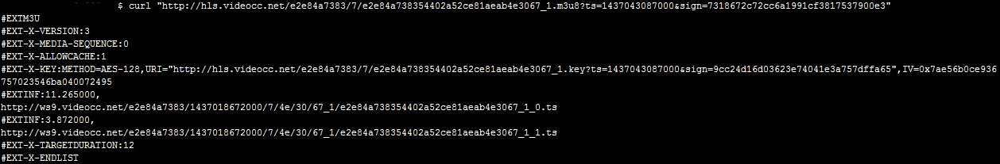 $ curl "http://hls.videocc.net/e2e84a7383/7/e2e84a738354402a52ce81aeab4e3067_1.m3u8?ts=1437043087000&sign=7318672c72cc6a1991cf3817537900e3"
#EXTM3U
#EXT-X-VERSION:3
#EXT-X-MEDIA-SEQUENCE:0
#EXT-X-ALLOWCACHE:1
#EXT-X-KEY:METHOD=AES-128,URI="http://hls.videocc.net/e2e84a7383/7/e2e84a738354402a52ce81aeab4e3067_1.key?ts=1437043087000&sign=9cc24d16d03623e74041e3a757dffa65",IV=0x7ae56b0ce936
757023546ba040072495
#EXTINF:11.265000,
http://ws9.videocc.net/e2e84a7383/1437018672000/7/4e/30/67_1/e2e84a738354402a52ce81aeab4e3067_1_0.ts
#EXTINF:3.872000,
http://ws9.videocc.net/e2e84a7383/1437018672000/7/4e/30/67_1/e2e84a738354402a52ce81aeab4e3067_1_1.ts
#EXT-X-TARGETDURATION:12
#EXT-X-ENDLIST